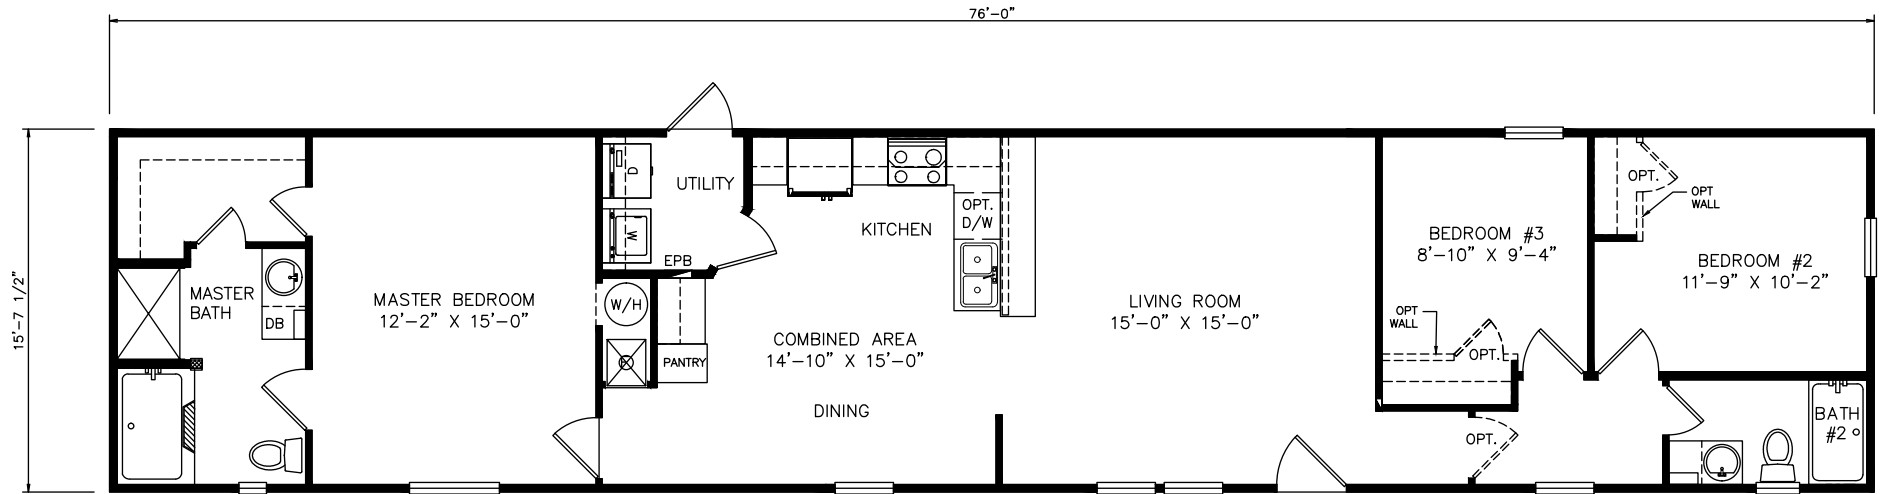 76'-0"
15'-7 1/2"
MASTER
BATH
DB
MASTER BEDROOM
12'-2" X 15'-0"
D
W
UTILITY
EPB
W/H
PANTRY
KITCHEN
OPT.
D/W
COMBINED AREA
14'-10" X 15'-0"
DINING
LIVING ROOM
15'-0" X 15'-0"
BEDROOM #3
8'-10" X 9'-4"
OPT
WALL
OPT.
OPT.
OPT.
OPT
WALL
BEDROOM #2
11'-9" X 10'-2"
BATH
#2